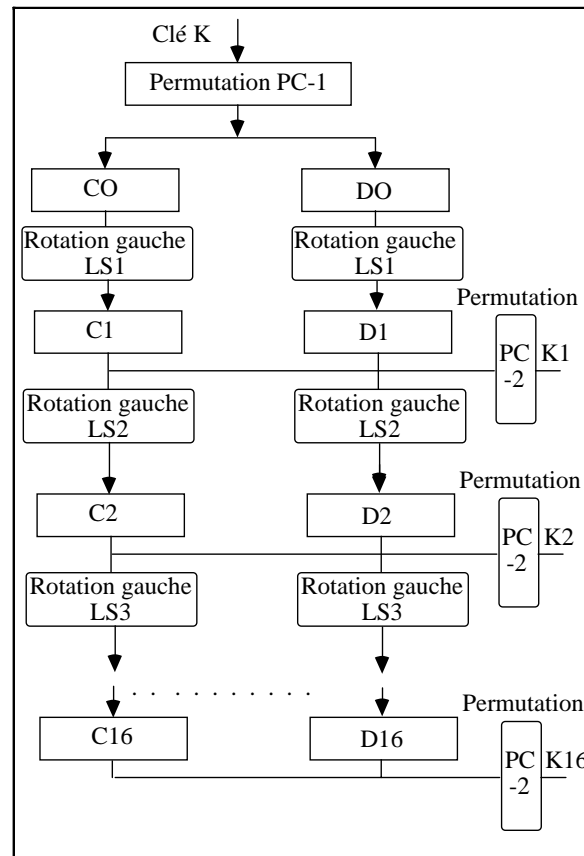 Clé K
Permutation PC-1
CO
DO
Rotation gauche
LS1
Rotation gauche
LS1
Permutation
C1
D1
PC
-2
K1
Rotation gauche
LS2
Rotation gauche
LS2
Permutation
C2
D2
PC
-2
K2
Rotation gauche
LS3
Rotation gauche
LS3
. . . . . . . . . .
Permutation
C16
D16
PC
-2
K16